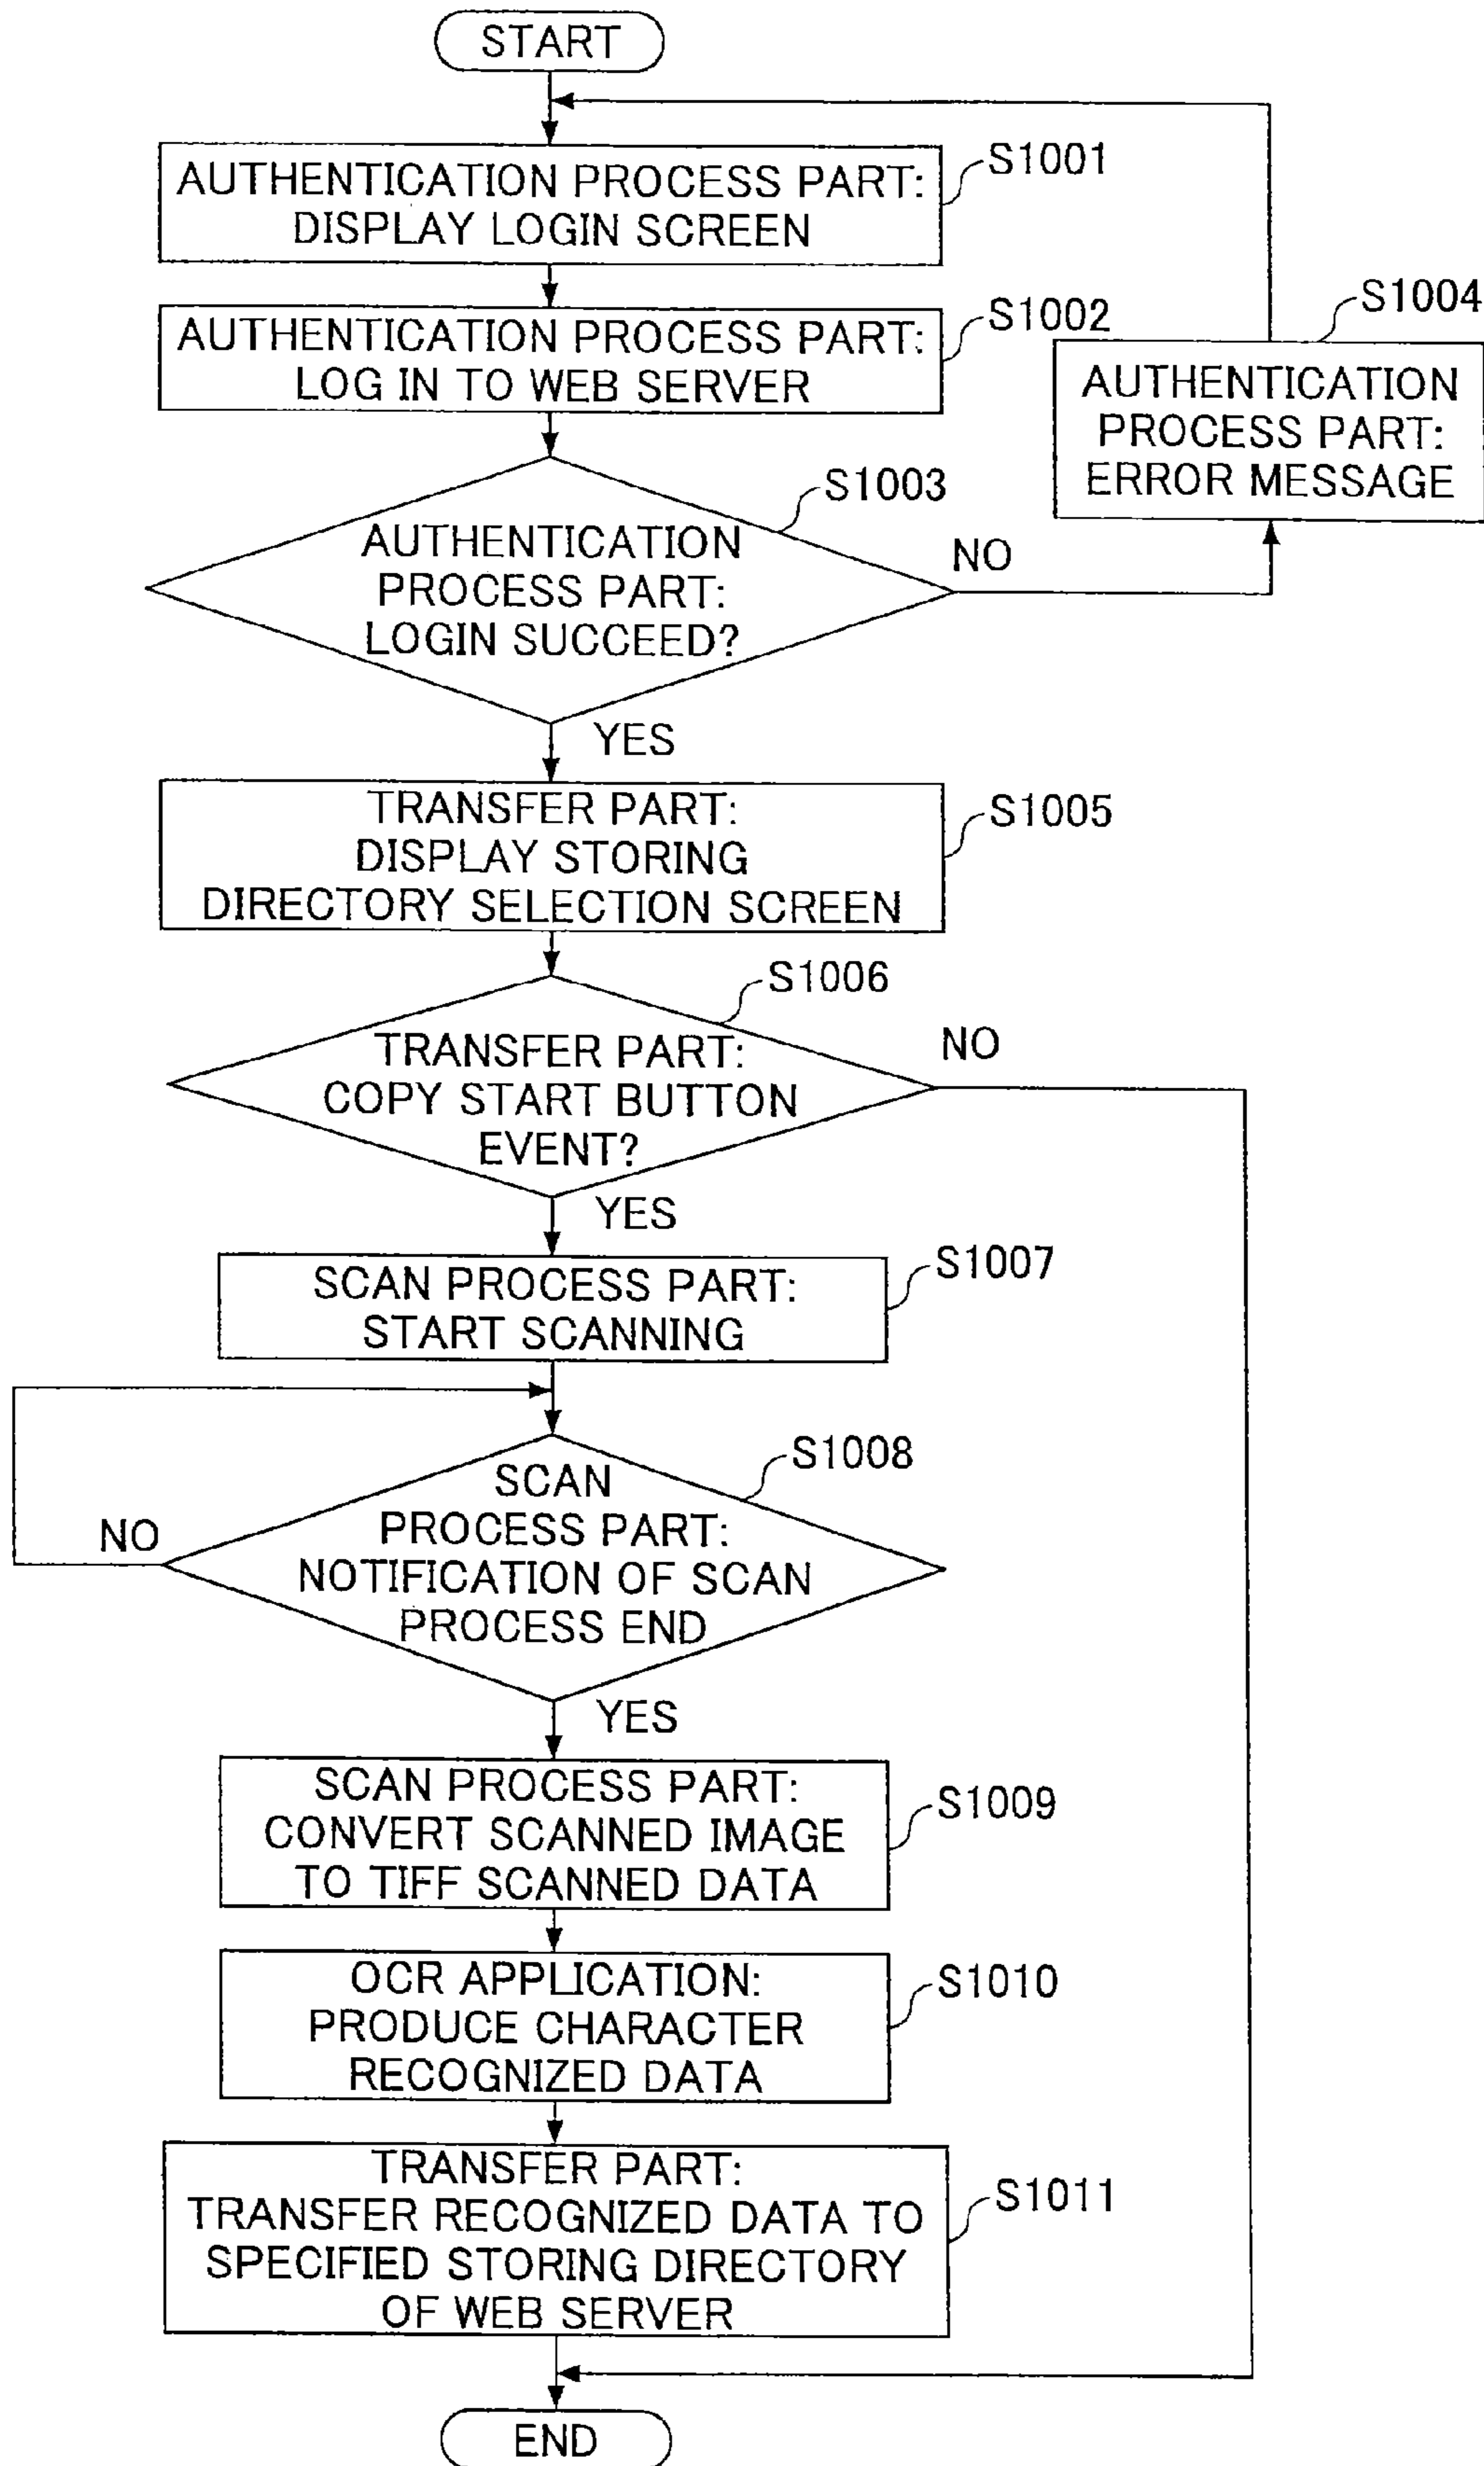 START
AUTHENTICATION PROCESS PART:
DISPLAY LOGIN SCREEN
S1001
AUTHENTICATION PROCESS PART:
LOG IN TO WEB SERVER
S1002
AUTHENTICATION
PROCESS PART:
LOGIN SUCCEED?
S1003
NO
AUTHENTICATION
PROCESS PART:
ERROR MESSAGE
S1004
YES
TRANSFER PART:
DISPLAY STORING
DIRECTORY SELECTION SCREEN
S1005
TRANSFER PART:
COPY START BUTTON
EVENT?
S1006
NO
YES
SCAN PROCESS PART:
START SCANNING
S1007
SCAN
PROCESS PART:
NOTIFICATION OF SCAN
PROCESS END
S1008
NO
YES
SCAN PROCESS PART:
CONVERT SCANNED IMAGE
TO TIFF SCANNED DATA
S1009
OCR APPLICATION:
PRODUCE CHARACTER
RECOGNIZED DATA
S1010
TRANSFER PART:
TRANSFER RECOGNIZED DATA TO
SPECIFIED STORING DIRECTORY
OF WEB SERVER
S1011
END